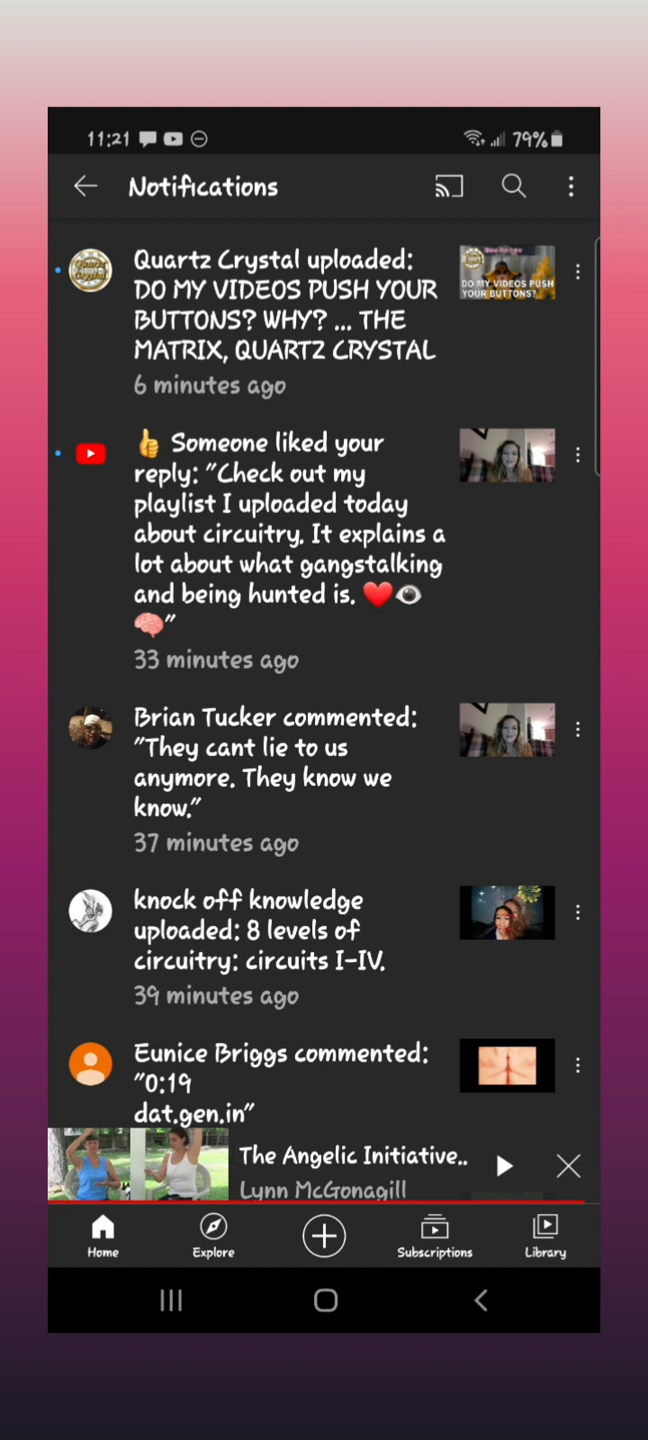 11:21
79%
Notifications
Quartz Crystal uploaded:
DO MY VIDEOS PUSH YOUR
BUTTONS? WHY? ... THE
MATRIX, QUARTZ CRYSTAL
6 minutes ago
DO MY VIDEOS PUSH
YOUR BUTTONS?
👍 Someone liked your
reply: "Check out my
playlist I uploaded today
about circuitry. It explains a
lot about what gangstalking
and being hunted is. ❤️👁
🧠"
33 minutes ago
Brian Tucker commented:
"They cant lie to us
anymore. They know we
know."
37 minutes ago
knock off knowledge
uploaded: 8 levels of
circuitry: circuits I-IV.
39 minutes ago
Eunice Briggs commented:
"0:19
dat.gen.in"
The Angelic Initiative..
Lynn McGonagill
Home
Explore
Subscriptions
Library